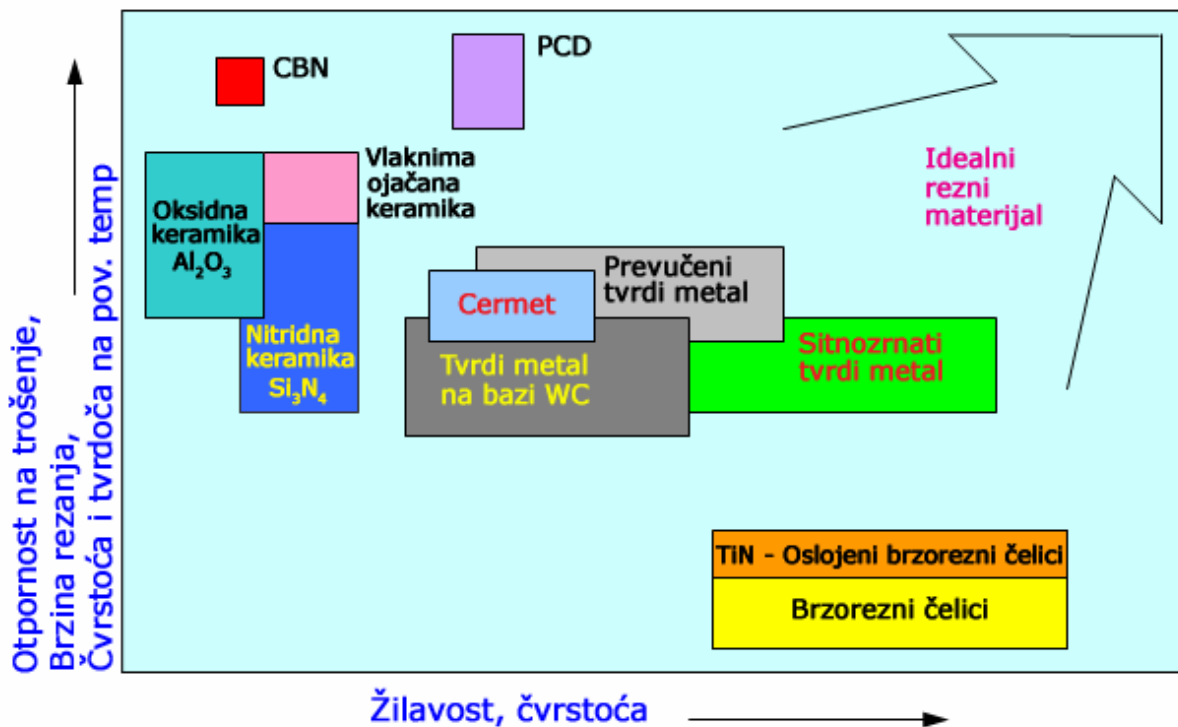 CBN
PCD
Vlaknima
ojačana
keramika
Oksidna
keramika
Al₂O₃
Nitridna
keramika
Si₃N₄
Idealni
rezni
materijal
Prevučeni
tvrdi metal
Cermet
Tvrdi metal
na bazi WC
Sitnozrnati
tvrdi metal
TiN - Oslojeni brzorezni čelici
Brzorezni čelici
Otpornost na trošenje,
Brzina rezanja,
Čvrstoća i tvrdoča na pov. temp
Žilavost, čvrstoća